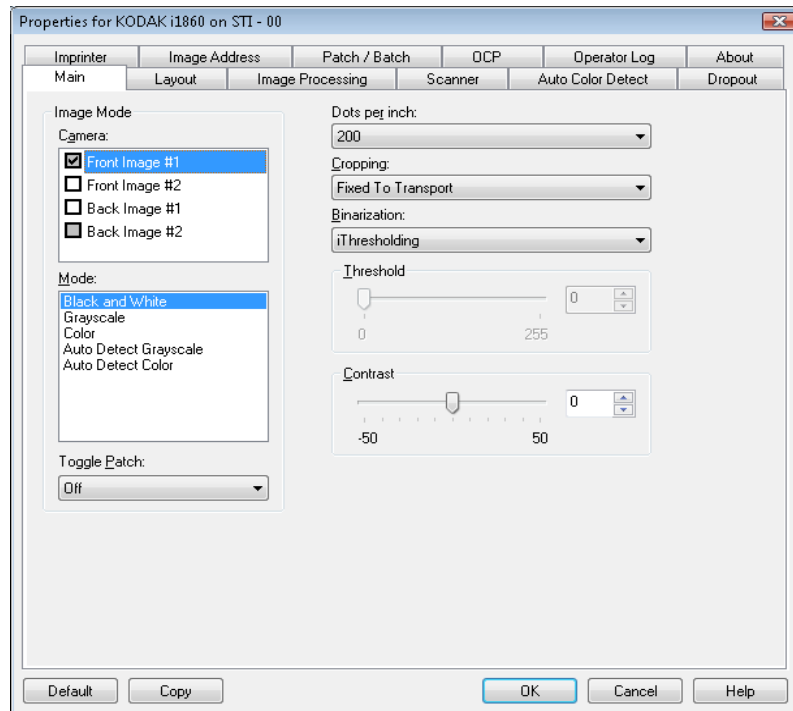 Properties for KODAK i1860 on STI - 00
Imprinter Image Address Patch / Batch OCP Operator Log About
Main Layout Image Processing Scanner Auto Color Detect Dropout
Image Mode
Camera:
Front Image #1
Front Image #2
Back Image #1
Back Image #2
Mode:
Black and White
Grayscale
Color
Auto Detect Grayscale
Auto Detect Color
Toggle Patch:
Off
Dots per inch:
200
Cropping:
Fixed To Transport
Binarization:
iThresholding
Threshold
0
0 255
Contrast
0
-50 50
Default Copy OK Cancel Help